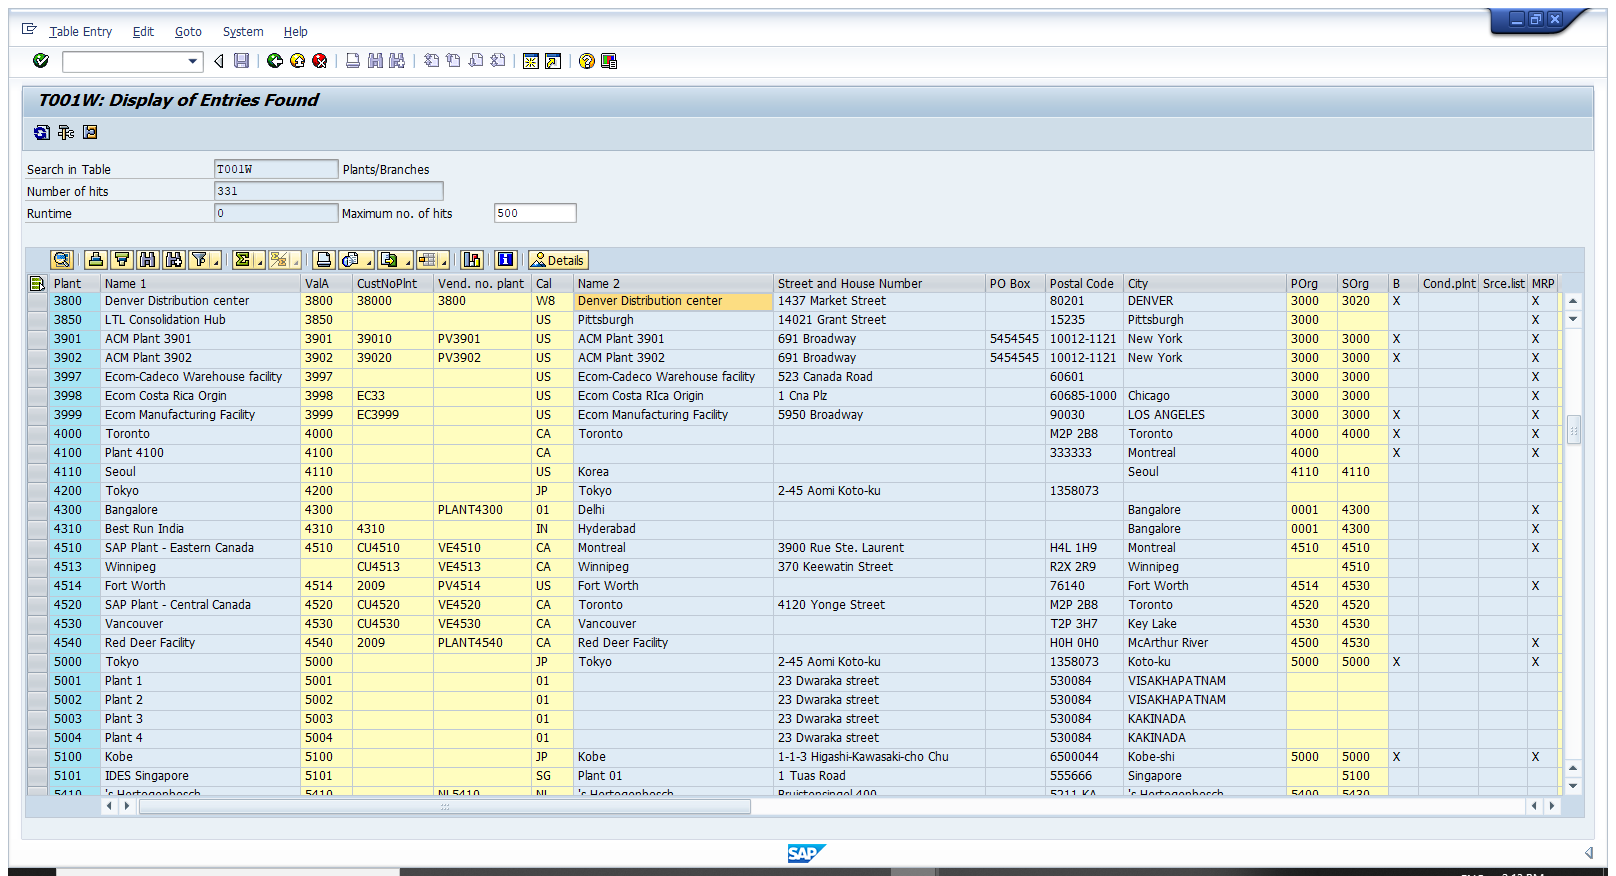 Table Entry Edit Goto System Help
T001W: Display of Entries Found
Search in Table T001W Plants/Branches
Number of hits 331
Runtime 0 Maximum no. of hits 500
Details
Plant Name 1 ValA CustNoPlnt Vend. no. plant Cal Name 2 Street and House Number PO Box Postal Code City POrg SOrg B Cond.plnt Srce.list MRP
3800 Denver Distribution center 3800 38000 3800 W8 Denver Distribution center 1437 Market Street 80201 DENVER 3000 3020 X X
3850 LTL Consolidation Hub 3850 US Pittsburgh 14021 Grant Street 15235 Pittsburgh 3000 X
3901 ACM Plant 3901 3901 39010 PV3901 US ACM Plant 3901 691 Broadway 5454545 10012-1121 New York 3000 3000 X X
3902 ACM Plant 3902 3902 39020 PV3902 US ACM Plant 3902 691 Broadway 5454545 10012-1121 New York 3000 3000 X X
3997 Ecom-Cadeco Warehouse facility 3997 US Ecom-Cadeco Warehouse facility 523 Canada Road 60601 3000 3000 X
3998 Ecom Costa Rica Orgin 3998 EC33 US Ecom Costa RIca Origin 1 Cna Plz 60685-1000 Chicago 3000 3000 X
3999 Ecom Manufacturing Facility 3999 EC3999 US Ecom Manufacturing Facility 5950 Broadway 90030 LOS ANGELES 3000 3000 X X
4000 Toronto 4000 CA Toronto M2P 2B8 Toronto 4000 4000 X X
4100 Plant 4100 4100 CA 333333 Montreal 4000 X X
4110 Seoul 4110 US Korea Seoul 4110 4110
4200 Tokyo 4200 JP Tokyo 2-45 Aomi Koto-ku 1358073
4300 Bangalore 4300 PLANT4300 01 Delhi Bangalore 0001 4300 X
4310 Best Run India 4310 4310 IN Hyderabad Bangalore 0001 4300 X
4510 SAP Plant - Eastern Canada 4510 CU4510 VE4510 CA Montreal 3900 Rue Ste. Laurent H4L 1H9 Montreal 4510 4510 X
4513 Winnipeg CU4513 VE4513 CA Winnipeg 370 Keewatin Street R2X 2R9 Winnipeg 4510
4514 Fort Worth 4514 2009 PV4514 US Fort Worth 76140 Fort Worth 4514 4530 X
4520 SAP Plant - Central Canada 4520 CU4520 VE4520 CA Toronto 4120 Yonge Street M2P 2B8 Toronto 4520 4520
4530 Vancouver 4530 CU4530 VE4530 CA Vancouver T2P 3H7 Key Lake 4530 4530
4540 Red Deer Facility 4540 2009 PLANT4540 CA Red Deer Facility H0H 0H0 McArthur River 4500 4530 X
5000 Tokyo 5000 JP Tokyo 2-45 Aomi Koto-ku 1358073 Koto-ku 5000 5000 X X
5001 Plant 1 5001 01 23 Dwaraka street 530084 VISAKHAPATNAM
5002 Plant 2 5002 01 23 Dwaraka street 530084 VISAKHAPATNAM
5003 Plant 3 5003 01 23 Dwaraka street 530084 KAKINADA
5004 Plant 4 5004 01 23 Dwaraka street 530084 KAKINADA
5100 Kobe 5100 JP Kobe 1-1-3 Higashi-Kawasaki-cho Chu 6500044 Kobe-shi 5000 5000 X X
5101 IDES Singapore 5101 SG Plant 01 1 Tuas Road 555666 Singapore 5100
5410 's Hertogenbosch 5410 NL5410 NL 's Hertogenbosch Bruistensingel 400 5211 KA 's Hertogenbosch 5400 5430
SAP